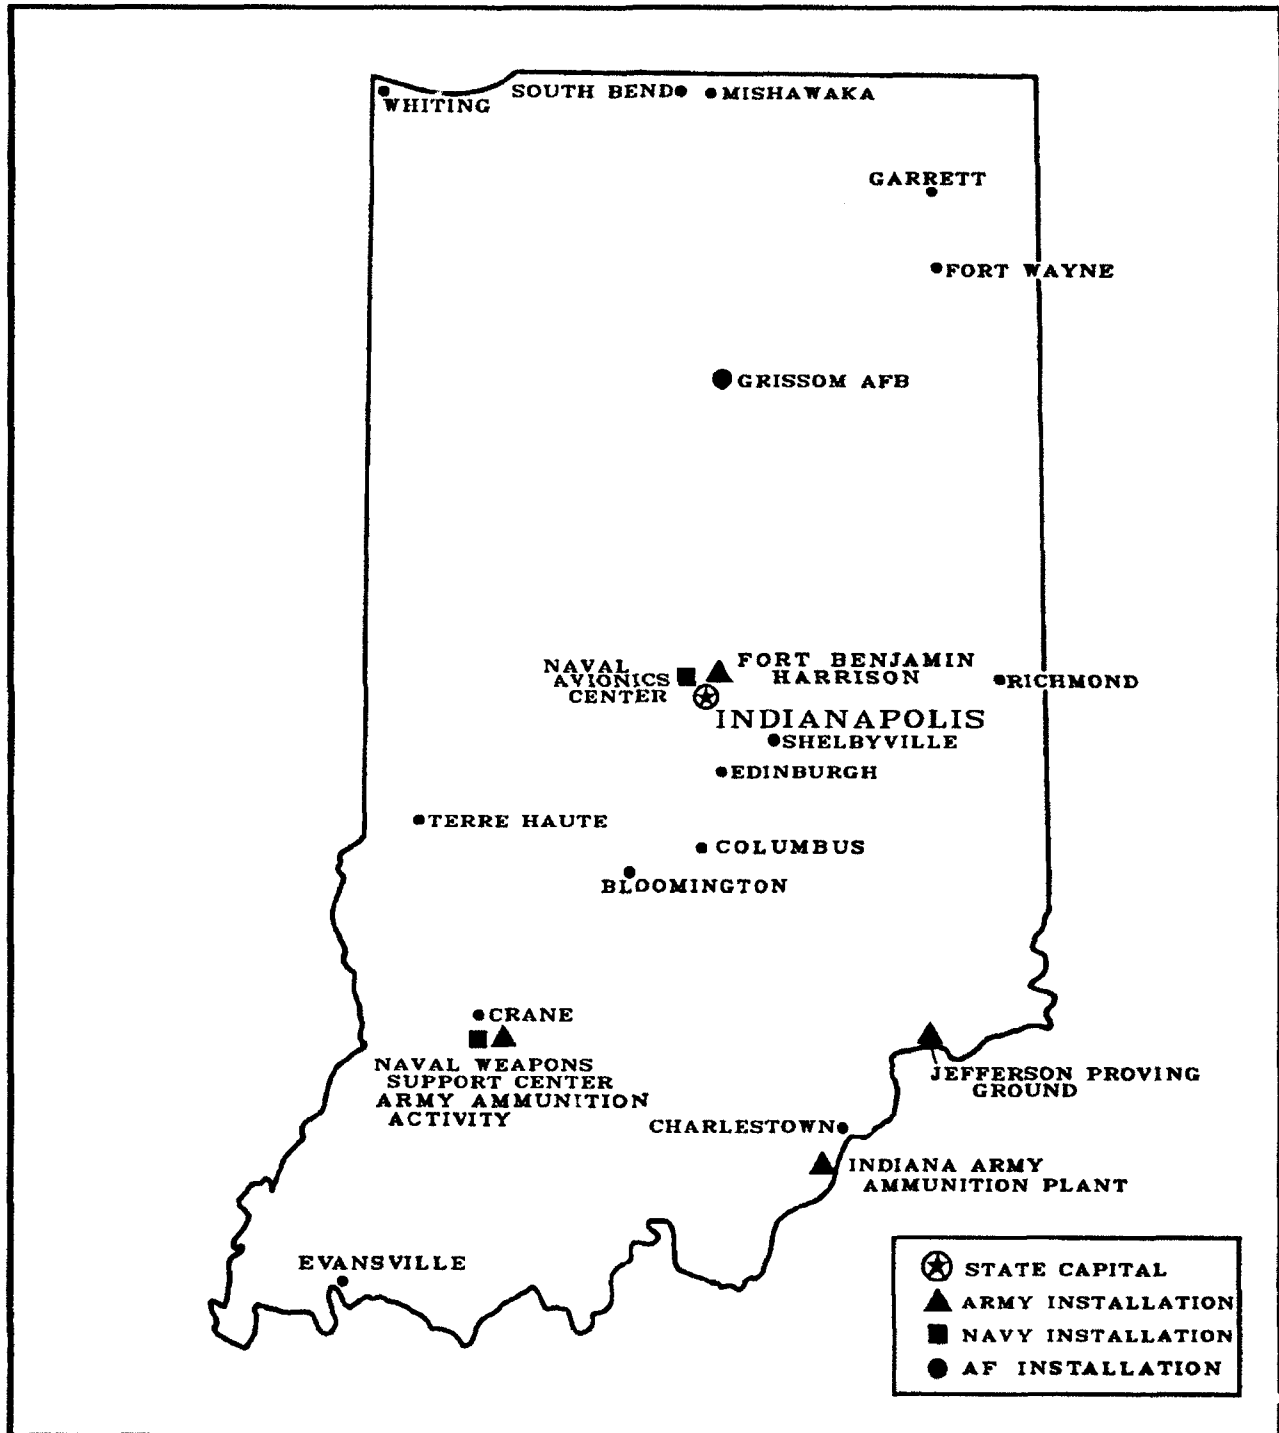 WHITING
SOUTH BEND
MISHAWAKA
GARRETT
FORT WAYNE
GRISSOM AFB
NAVAL
AVIONICS
CENTER
FORT BENJAMIN
HARRISON
RICHMOND
INDIANAPOLIS
SHELBYVILLE
EDINBURGH
TERRE HAUTE
COLUMBUS
BLOOMINGTON
CRANE
NAVAL WEAPONS
SUPPORT CENTER
ARMY AMMUNITION
ACTIVITY
JEFFERSON PROVING
GROUND
CHARLESTOWN
INDIANA ARMY
AMMUNITION PLANT
EVANSVILLE
STATE CAPITAL
ARMY INSTALLATION
NAVY INSTALLATION
AF INSTALLATION